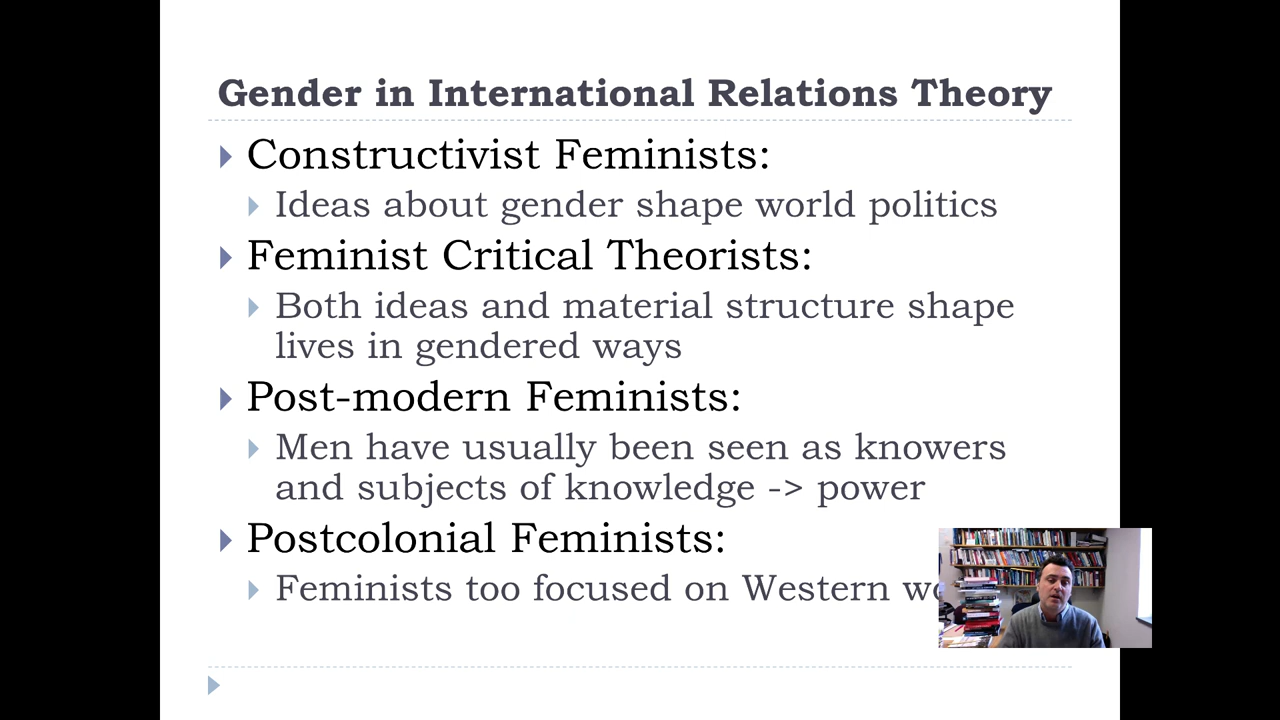 Gender in International Relations Theory
Constructivist Feminists:
Ideas about gender shape world politics
Feminist Critical Theorists:
Both ideas and material structure shape
lives in gendered ways
Post-modern Feminists:
Men have usually been seen as knowers
and subjects of knowledge -> power
Postcolonial Feminists:
Feminists too focused on Western